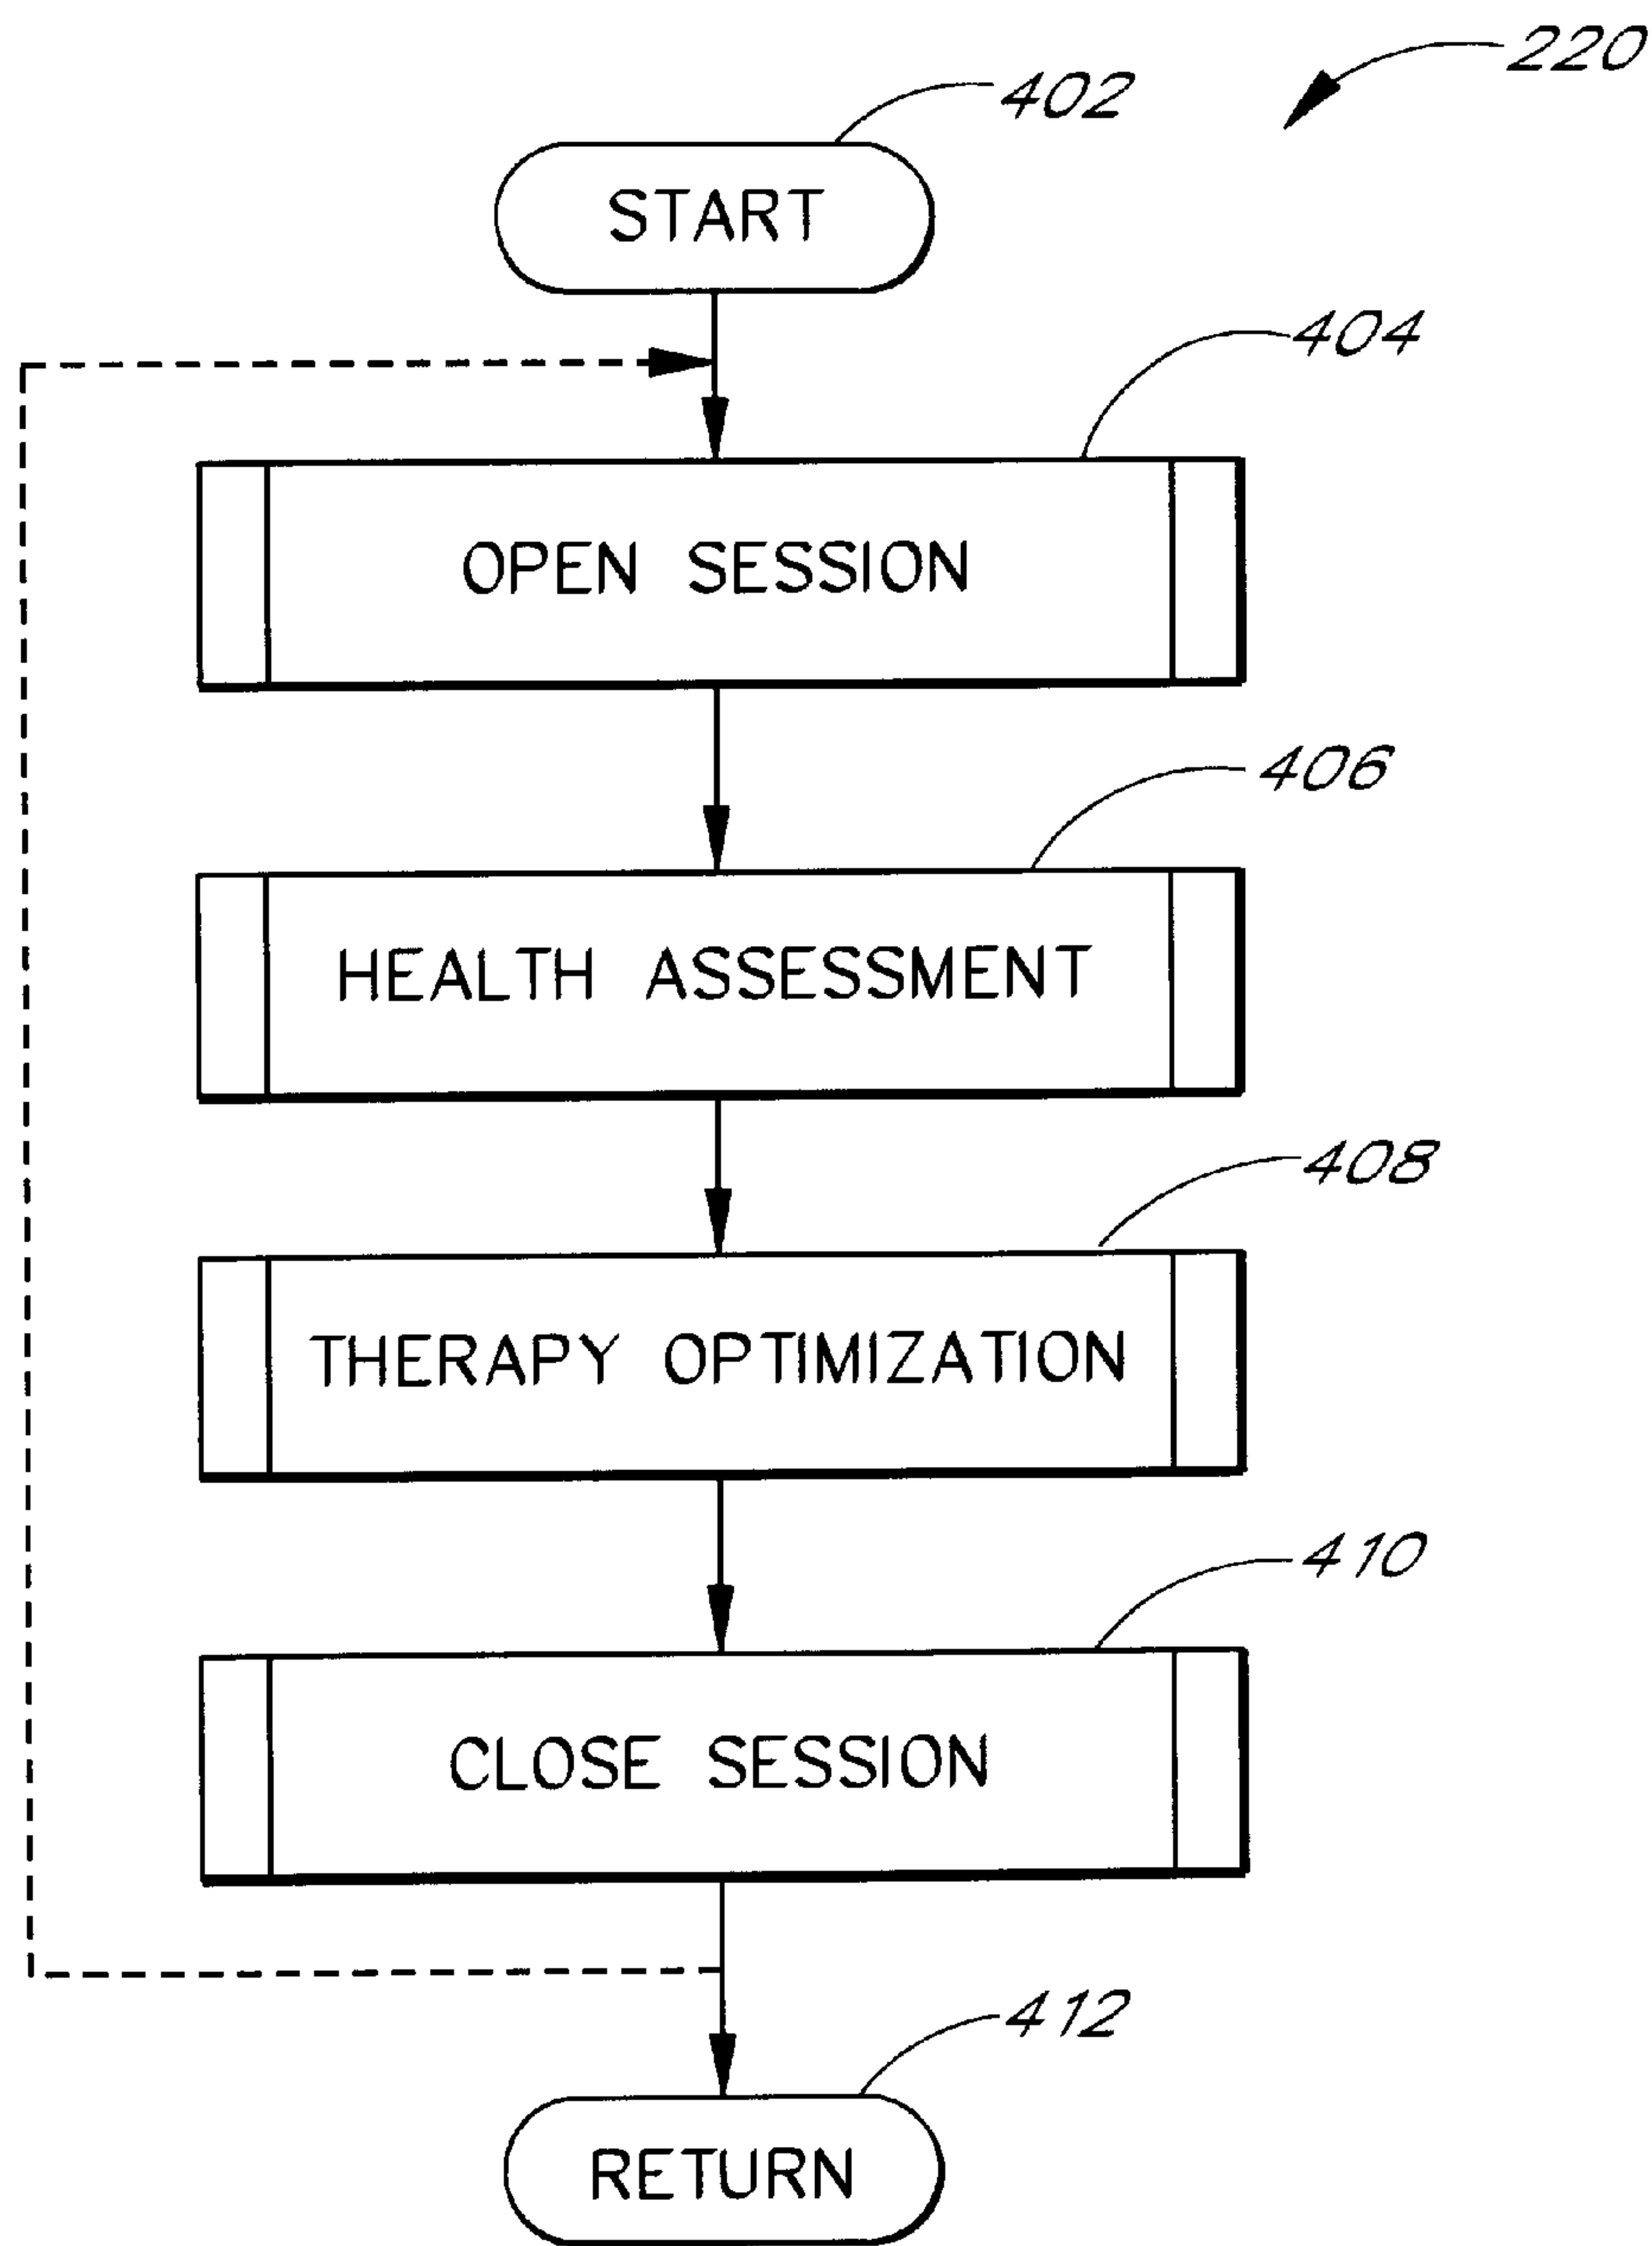 220
402
START
404
OPEN SESSION
406
HEALTH ASSESSMENT
408
THERAPY OPTIMIZATION
410
CLOSE SESSION
412
RETURN